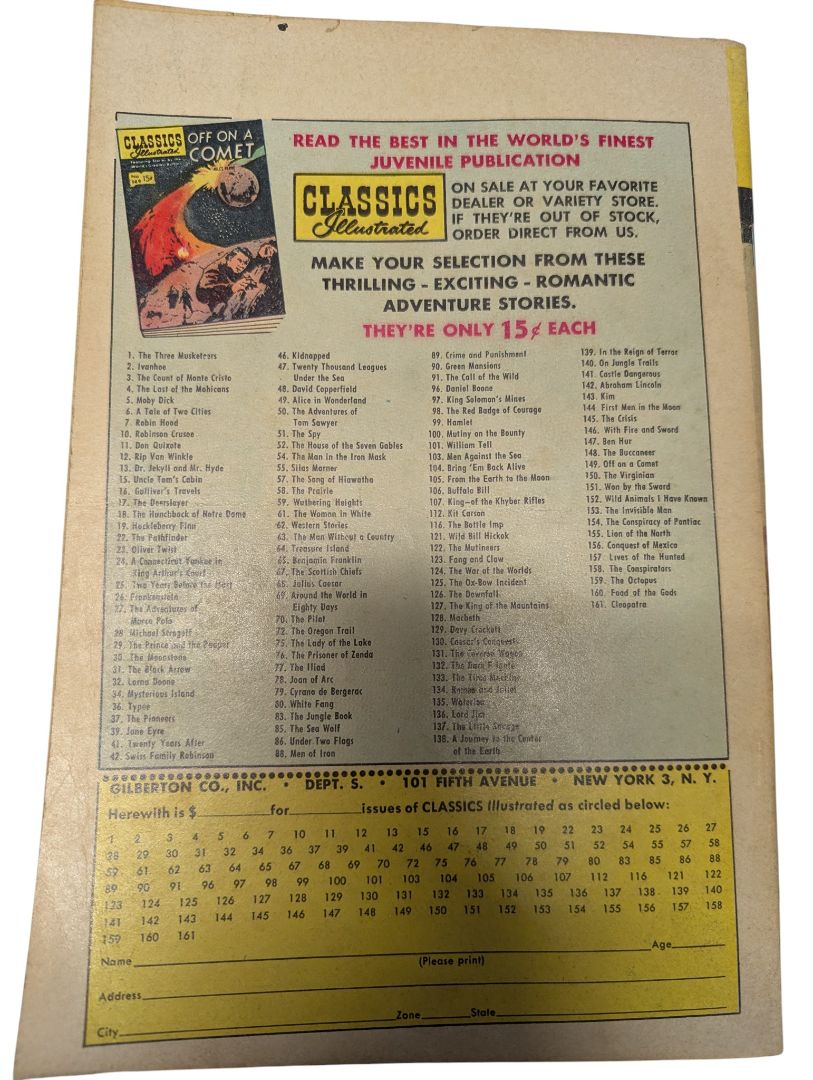 CLASSICS
Illustrated
Featuring Stories by the
World's Greatest Authors
OFF ON A
COMET
JULES VERNE
No.
149
15¢
READ THE BEST IN THE WORLD'S FINEST
JUVENILE PUBLICATION
CLASSICS
Illustrated
ON SALE AT YOUR FAVORITE
DEALER OR VARIETY STORE.
IF THEY'RE OUT OF STOCK,
ORDER DIRECT FROM US.
MAKE YOUR SELECTION FROM THESE
THRILLING - EXCITING - ROMANTIC
ADVENTURE STORIES.
THEY'RE ONLY 15¢ EACH
1. The Three Musketeers
2. Ivanhoe
3. The Count of Monte Cristo
4. The Last of the Mohicans
5. Moby Dick
6. A Tale of Two Cities
7. Robin Hood
10. Robinson Crusoe
11. Don Quixote
12. Rip Van Winkle
13. Dr. Jekyll and Mr. Hyde
15. Uncle Tom's Cabin
16. Gulliver's Travels
17. The Deerslayer
18. The Hunchback of Notre Dame
19. Huckleberry Finn
22. The Pathfinder
23. Oliver Twist
24. A Connecticut Yankee in
King Arthur's Court
25. Two Years Before the Mast
26. Frankenstein
27. The Adventures of
Marco Polo
28 Michael Strogoff
29. The Prince and the Pauper
30. The Moonstone
31. The Black Arrow
32. Lorna Doone
34. Mysterious Island
36. Typee
37. The Pioneers
39. Jane Eyre
41. Twenty Years After
42. Swiss Family Robinson
46. Kidnapped
47. Twenty Thousand Leagues
Under the Sea
48. David Copperfield
49. Alice in Wonderland
50. The Adventures of
Tom Sawyer
51. The Spy
52. The House of the Seven Gables
54. The Man in the Iron Mask
55. Silas Marner
57. The Song of Hiawatha
58. The Prairie
59. Wuthering Heights
61. The Woman in White
62. Western Stories
63. The Man Without a Country
64. Treasure Island
65. Benjamin Franklin
67. The Scottish Chiefs
68. Julius Caesar
69. Around the World in
Eighty Days
70. The Pilot
72. The Oregon Trail
75. The Lady of the Lake
76. The Prisoner of Zenda
77. The Iliad
78. Joan of Arc
79. Cyrano de Bergerac
80. White Fang
83. The Jungle Book
85. The Sea Wolf
86. Under Two Flags
88. Men of Iron
89. Crime and Punishment
90. Green Mansions
91. The Call of the Wild
96. Daniel Boone
97. King Solomon's Mines
98. The Red Badge of Courage
99. Hamlet
100. Mutiny on the Bounty
101. William Tell
103. Men Against the Sea
104. Bring 'Em Back Alive
105. From the Earth to the Moon
106. Buffalo Bill
107. King-of the Khyber Rifles
112. Kit Carson
116. The Bottle Imp
121. Wild Bill Hickok
122. The Mutineers
123. Fang and Claw
124. The War of the Worlds
125. The Ox-Bow Incident
126. The Downfall
127. The King of the Mountains
128. Macbeth
129. Davy Crockett
130. Caesar's Conquest
131. The Covered Wagon
132. The Dark Frigate
133. The Time Machine
134. Romeo and Juliet
135. Waterloo
136. Lord Jim
137. The Little Savage
138. A Journey to the Center
of the Earth
139. In the Reign of Terror
140. On Jungle Trails
141. Castle Dangerous
142. Abraham Lincoln
143. Kim
144 First Men in the Moon
145. The Crisis
146. With Fire and Sword
147. Ben Hur
148. The Buccaneer
149. Off on a Comet
150. The Virginian
151. Won by the Sword
152. Wild Animals I Have Known
153. The Invisible Man
154. The Conspiracy of Pontiac
155. Lion of the North
156. Conquest of Mexico
157 Lives of the Hunted
158. The Conspirators
159. The Octopus
160. Food of the Gods
161. Cleopatra
GILBERTON CO., INC. • DEPT. S. • 101 FIFTH AVENUE • NEW YORK 3, N. Y.
Herewith is $________for________issues of CLASSICS Illustrated as circled below:
1 2 3 4 5 6 7 10 11 12 13 15 16 17 18 19 22 23 24 25 26 27
28 29 30 31 32 34 36 37 39 41 42 46 47 48 49 50 51 52 54 55 57 58
59 61 62 63 64 65 67 68 69 70 72 75 76 77 78 79 80 83 85 86 88
89 90 91 96 97 98 99 100 101 103 104 105 106 107 112 116 121 122
123 124 125 126 127 128 129 130 131 132 133 134 135 136 137 138 139 140
141 142 143 144 145 146 147 148 149 150 151 152 153 154 155 156 157 158
159 160 161
Name________(Please print)________Age________
Address________
City________Zone________State________